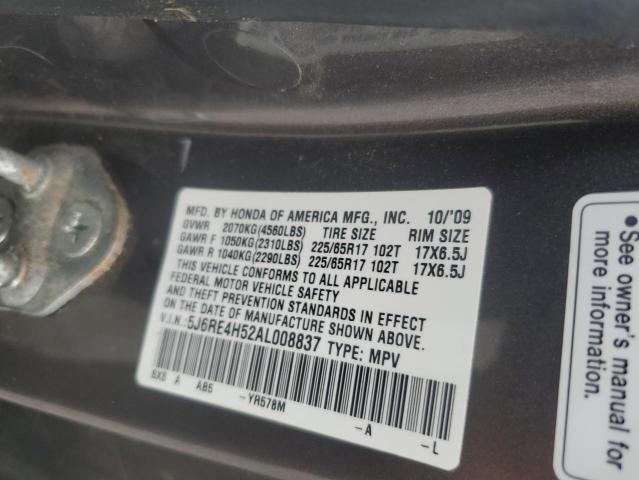 MFD. BY HONDA OF AMERICA MFG., INC. 10/'09
GVWR 2070KG(4560LBS) TIRE SIZE RIM SIZE
GAWR F 1050KG(2310LBS) 225/65R17 102T 17X6.5J
GAWR R 1040KG(2290LBS) 225/65R17 102T 17X6.5J
THIS VEHICLE CONFORMS TO ALL APPLICABLE
FEDERAL MOTOR VEHICLE SAFETY
AND THEFT PREVENTION STANDARDS IN EFFECT
ON THE DATE OF MANUFACTURE SHOWN ABOVE.
V.I.N.:5J6RE4H52AL008837 TYPE: MPV
A AB5 -YR578M -A -L
See owner's manual for
more information.